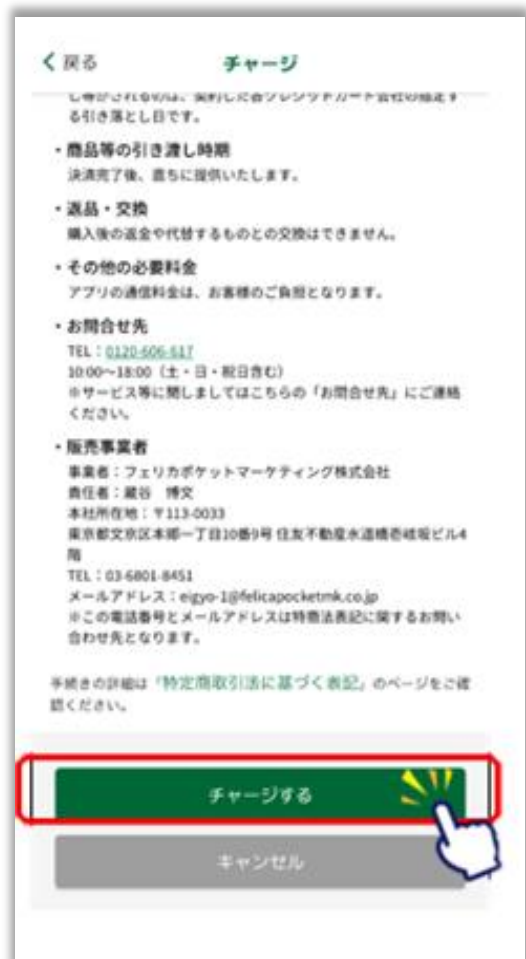 戻る
チャージ
る引き落とし日です。
・商品等の引き渡し時期
決済完了後、直ちに提供いたします。
・返品・交換
購入後の返金や代替するものとの交換はできません。
・その他の必要料金
アプリの通信料金は、お客様のご負担となります。
・お問合せ先
TEL：0120-606-617
10:00～18:00（土・日・祝日含む）
※サービス等に関しましてはこちらの「お問合せ先」にご連絡
ください。
・販売事業者
事業者：フェリカポケットマーケティング株式会社
責任者：蔵谷　博文
本社所在地：〒113-0033
東京都文京区本郷一丁目10番9号 住友不動産水道橋壱岐坂ビル4
階
TEL：03-6801-8451
メールアドレス：eigyo-1@felicapocketmk.co.jp
※この電話番号とメールアドレスは特商法表記に関するお問い
合わせ先となります。
手続きの詳細は「特定商取引法に基づく表記」のページをご確
認ください。
チャージする
キャンセル